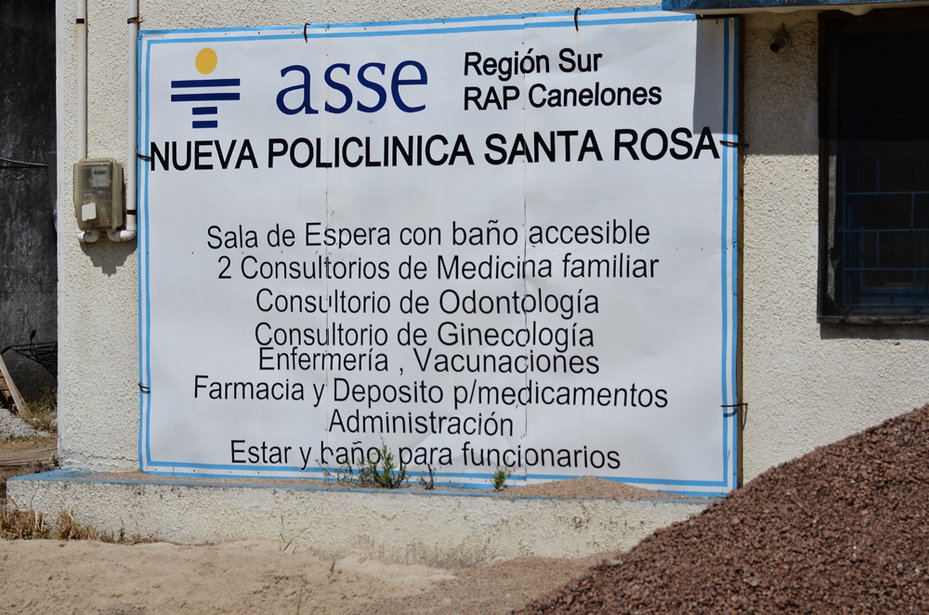 asse
Región Sur
RAP Canelones
NUEVA POLICLINICA SANTA ROSA
Sala de Espera con baño accesible
2 Consultorios de Medicina familiar
Consultorio de Odontología
Consultorio de Ginecología
Enfermería , Vacunaciones
Farmacia y Deposito p/medicamentos
Administración
Estar y baño para funcionarios